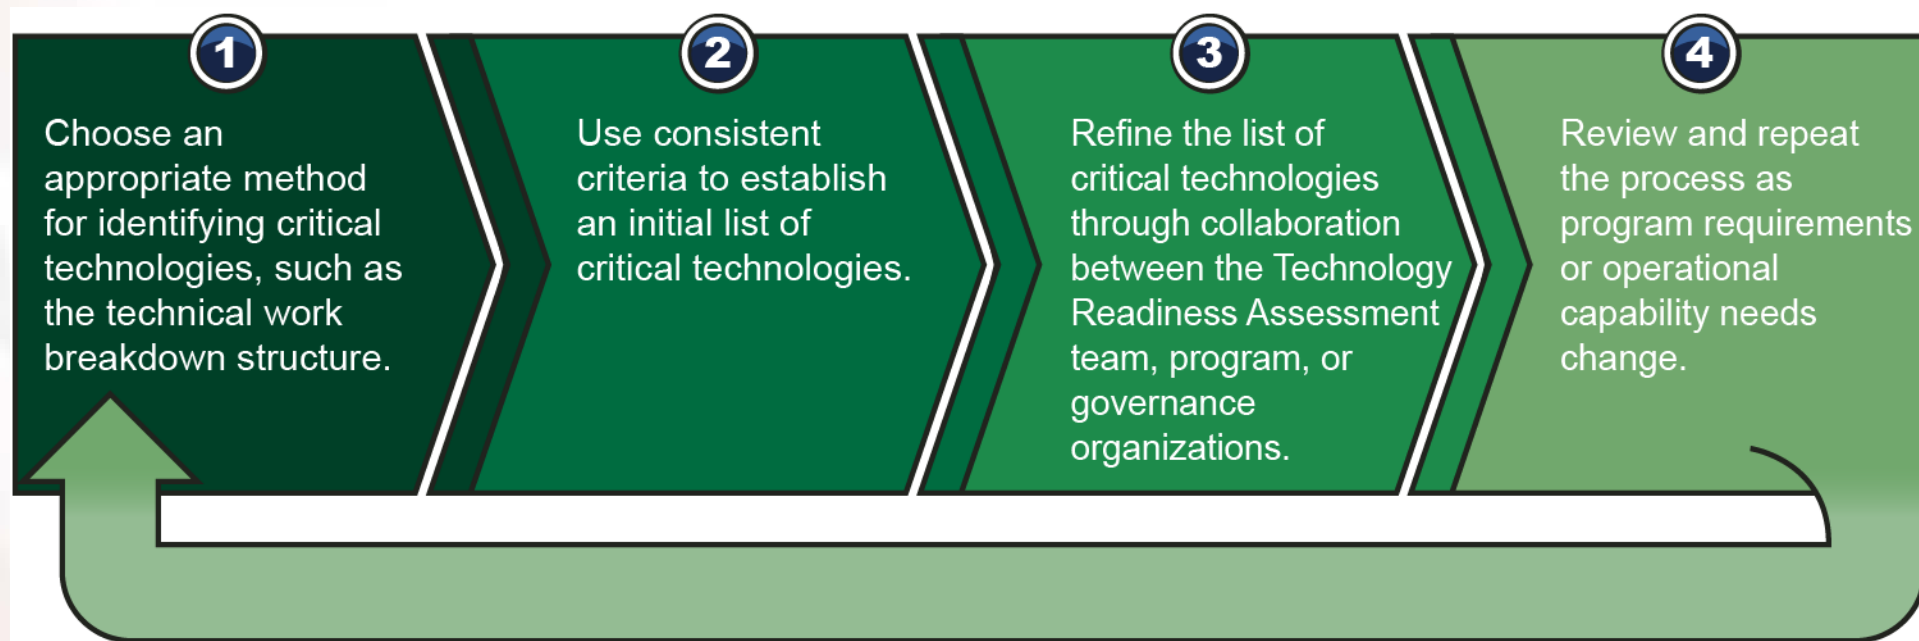 1
Choose an
appropriate method
for identifying critical
technologies, such as
the technical work
breakdown structure.
2
Use consistent
criteria to establish
an initial list of
critical technologies.
3
Refine the list of
critical technologies
through collaboration
between the Technology
Readiness Assessment
team, program, or
governance
organizations.
4
Review and repeat
the process as
program requirements
or operational
capability needs
change.